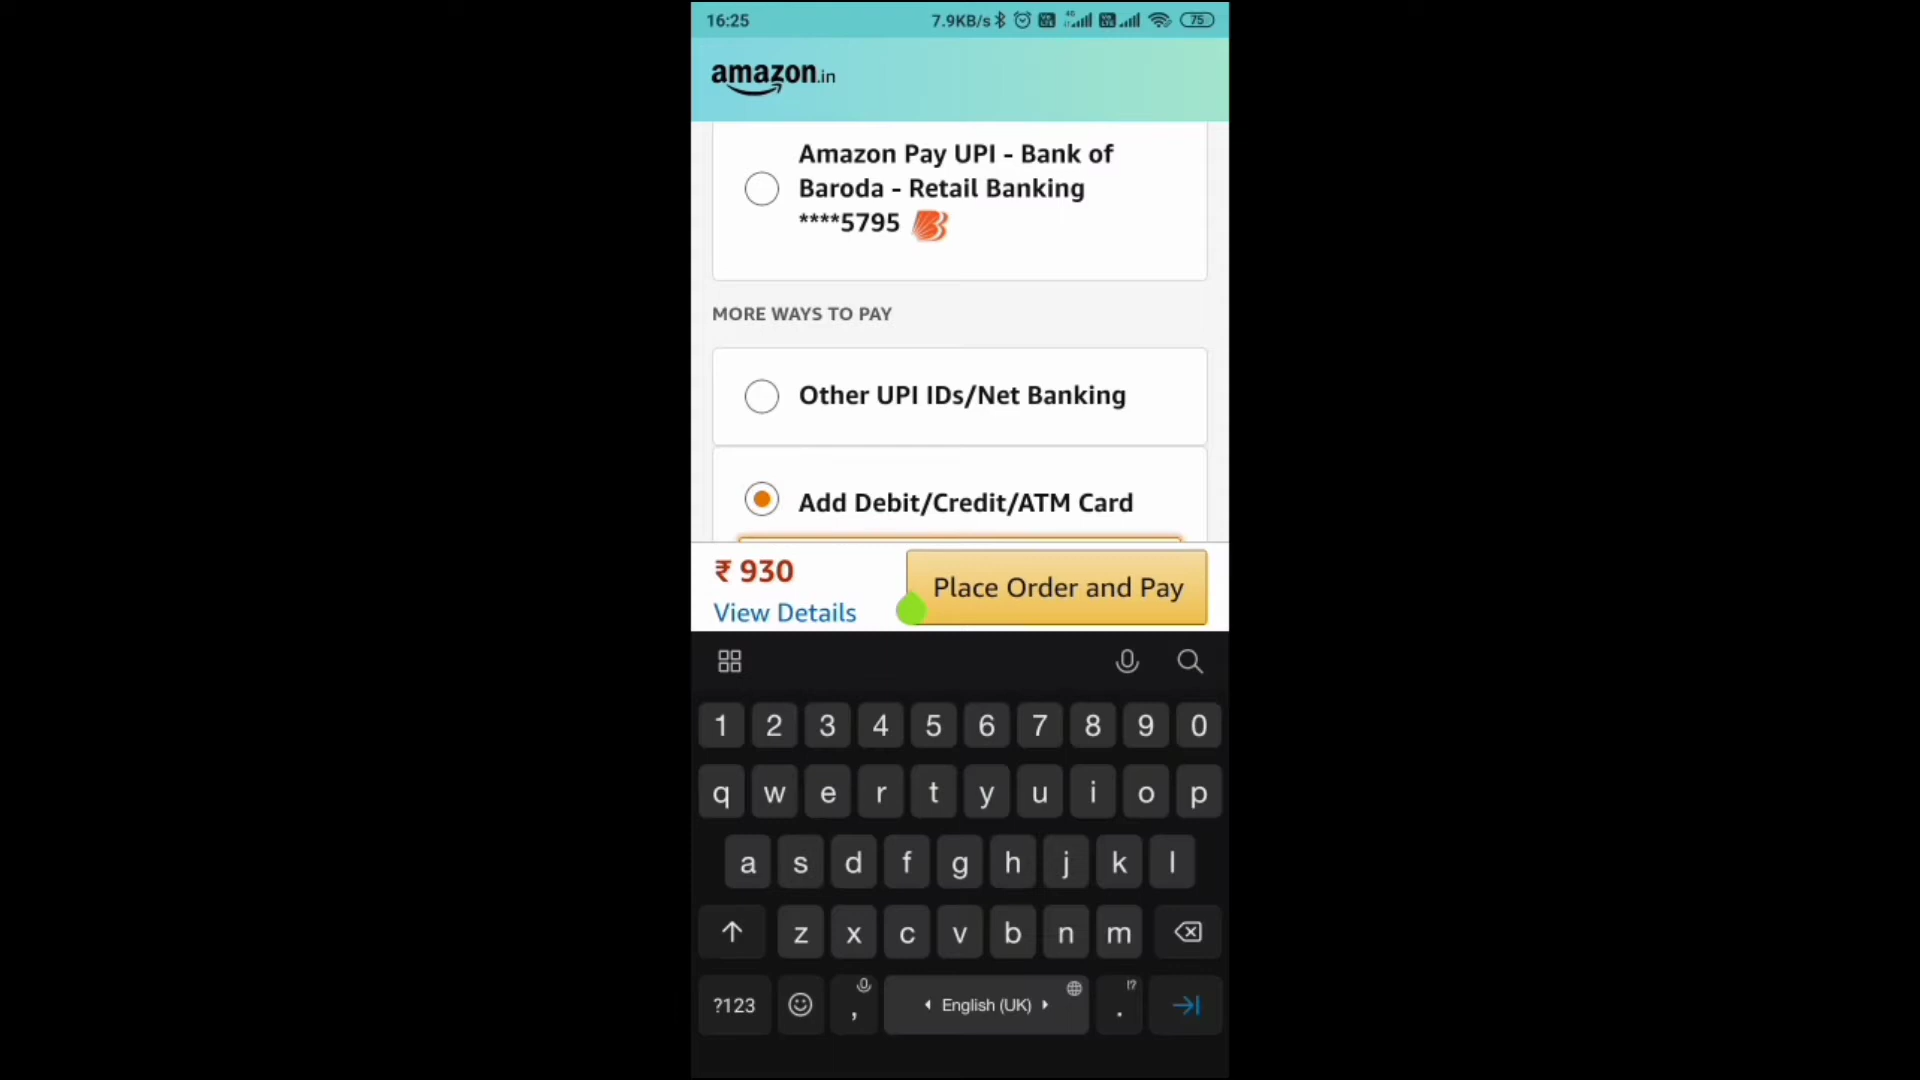 16:25 7.9KB/s 4G 75
amazon.in
Amazon Pay UPI - Bank of
Baroda - Retail Banking
****5795
MORE WAYS TO PAY
Other UPI IDs/Net Banking
Add Debit/Credit/ATM Card
₹ 930
Place Order and Pay
View Details
1 2 3 4 5 6 7 8 9 0
q w e r t y u i o p
a s d f g h j k l
z x c v b n m
?123 , English (UK) . !?